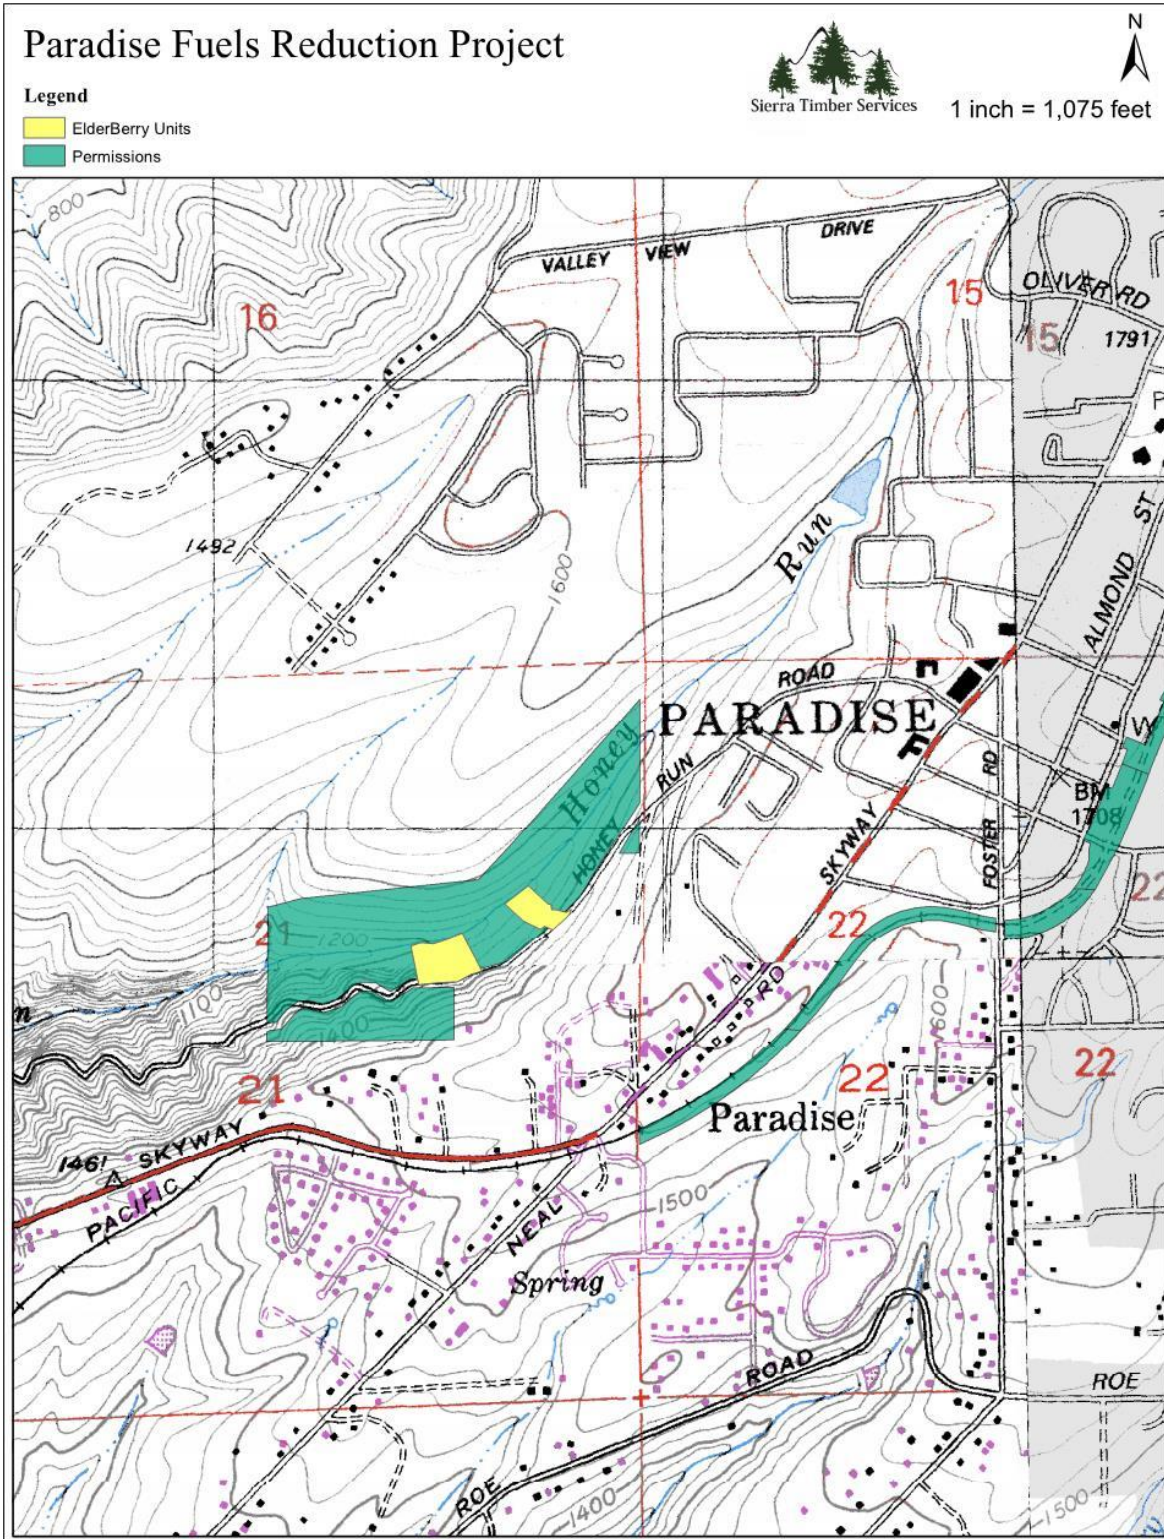 Paradise Fuels Reduction Project
Legend
ElderBerry Units
Permissions
Sierra Timber Services
N
1 inch = 1,075 feet
800
VALLEY VIEW DRIVE
16
15
OLIVER RD
15
1791
P
1492
1600
Run
ALMOND ST
ROAD
PARADISE
Honey
HONEY RUN
W
RD
BM
1708
SKYWAY
FOSTER
22
21
1200
22
n
1100
1400
RD
1600
21
22
22
Paradise
1461
SKYWAY
PACIFIC
NEAL
1500
Spring
ROAD
ROE
ROE
1400
1500